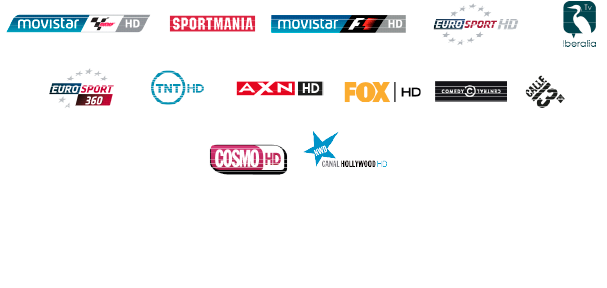 movistar MotoGP HD
SPORTMANIA
movistar F1 HD
EUROSPORT HD
TV
Iberalia
EUROSPORT
360
TNT HD
AXN HD
FOX HD
COMEDY CENTRAL
CALLE
13
COSMO HD
HWD
CANAL HOLLYWOOD HD